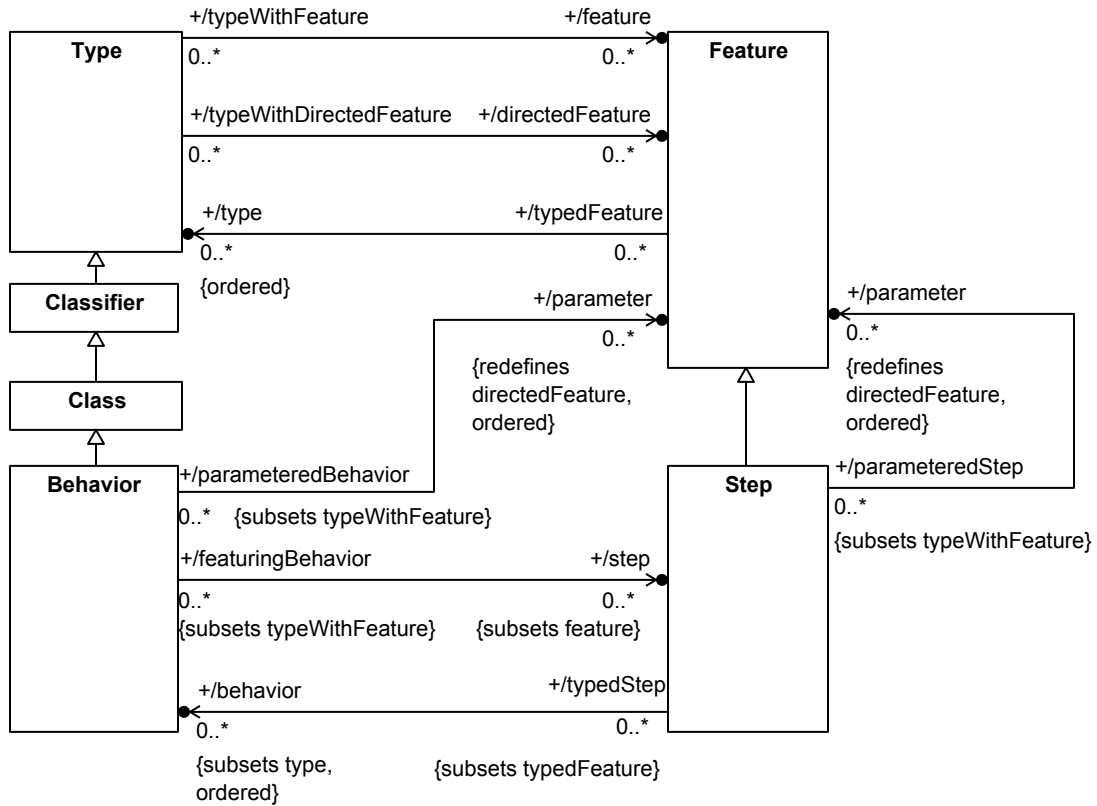 +/typeWithFeature +/feature
Type Feature
0..* 0..*
+/typeWithDirectedFeature +/directedFeature
0..* 0..*
+/type +/typedFeature
0..* 0..*
{ordered}
Classifier
+/parameter +/parameter
0..* 0..*
{redefines
directedFeature,
ordered}
{redefines
directedFeature,
ordered}
Class
Behavior Step
+/parameteredBehavior +/parameteredStep
0..* {subsets typeWithFeature} 0..*
{subsets typeWithFeature}
+/featuringBehavior +/step
0..* 0..*
{subsets typeWithFeature} {subsets feature}
+/behavior +/typedStep
0..* 0..*
{subsets type,
ordered}
{subsets typedFeature}